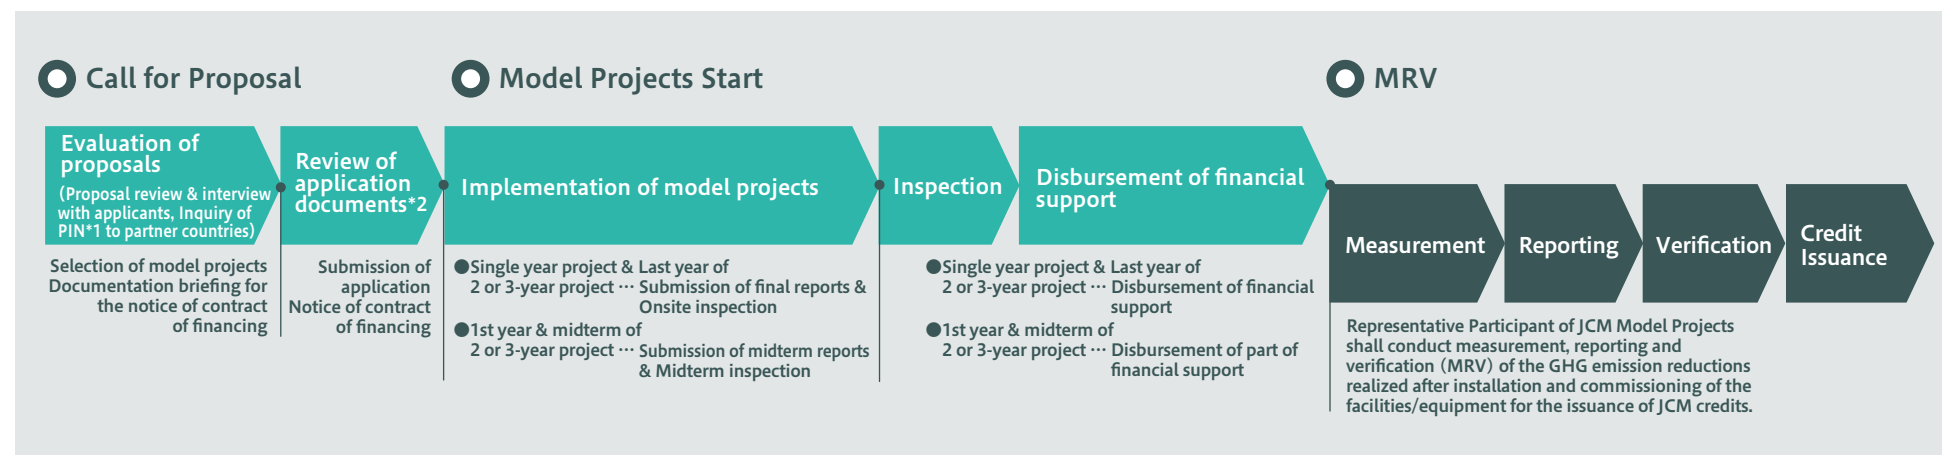 Call for Proposal
Model Projects Start
MRV
Evaluation of
proposals
(Proposal review & interview
with applicants, Inquiry of
PIN*1 to partner countries)
Review of
application
documents*2
Implementation of model projects
Inspection
Disbursement of financial
support
Measurement
Reporting
Verification
Credit
Issuance
Selection of model projects
Documentation briefing for
the notice of contract
of financing
Submission of
application
Notice of contract
of financing
●Single year project & Last year of
2 or 3-year project ⋯ Submission of final reports &
Onsite inspection
●1st year & midterm of
2 or 3-year project ⋯ Submission of midterm reports
& Midterm inspection
●Single year project & Last year of
2 or 3-year project ⋯ Disbursement of financial
support
●1st year & midterm of
2 or 3-year project ⋯ Disbursement of part of
financial support
Representative Participant of JCM Model Projects
shall conduct measurement, reporting and
verification (MRV) of the GHG emission reductions
realized after installation and commissioning of the
facilities/equipment for the issuance of JCM credits.